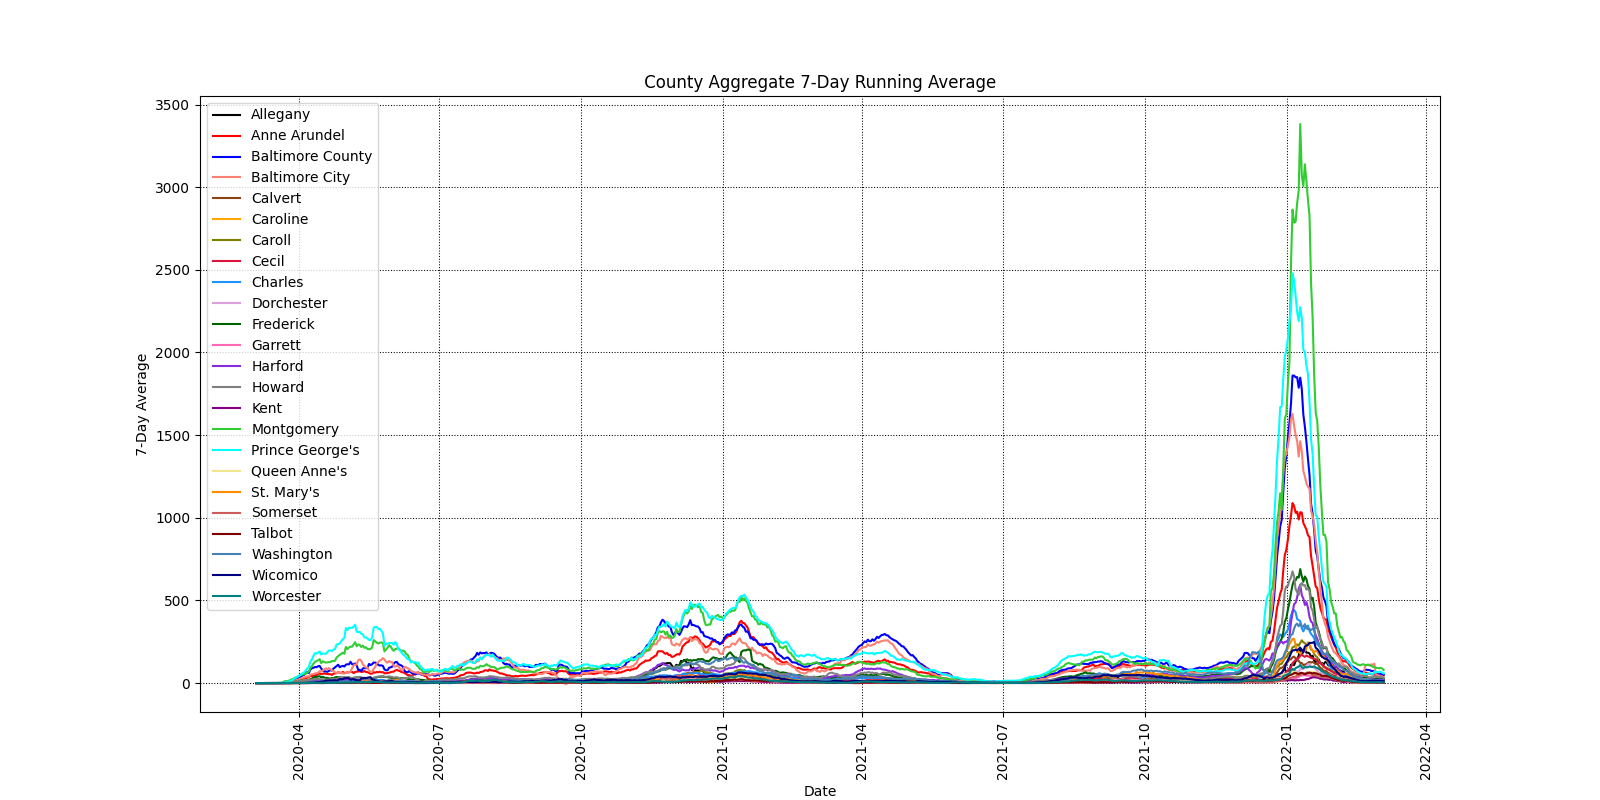 County Aggregate 7-Day Running Average
3500
3000
2500
2000
1500
1000
500
0
7-Day Average
Allegany
Anne Arundel
Baltimore County
Baltimore City
Calvert
Caroline
Caroll
Cecil
Charles
Dorchester
Frederick
Garrett
Harford
Howard
Kent
Montgomery
Prince George's
Queen Anne's
St. Mary's
Somerset
Talbot
Washington
Wicomico
Worcester
2020-04
2020-07
2020-10
2021-01
2021-04
2021-07
2021-10
2022-01
2022-04
Date